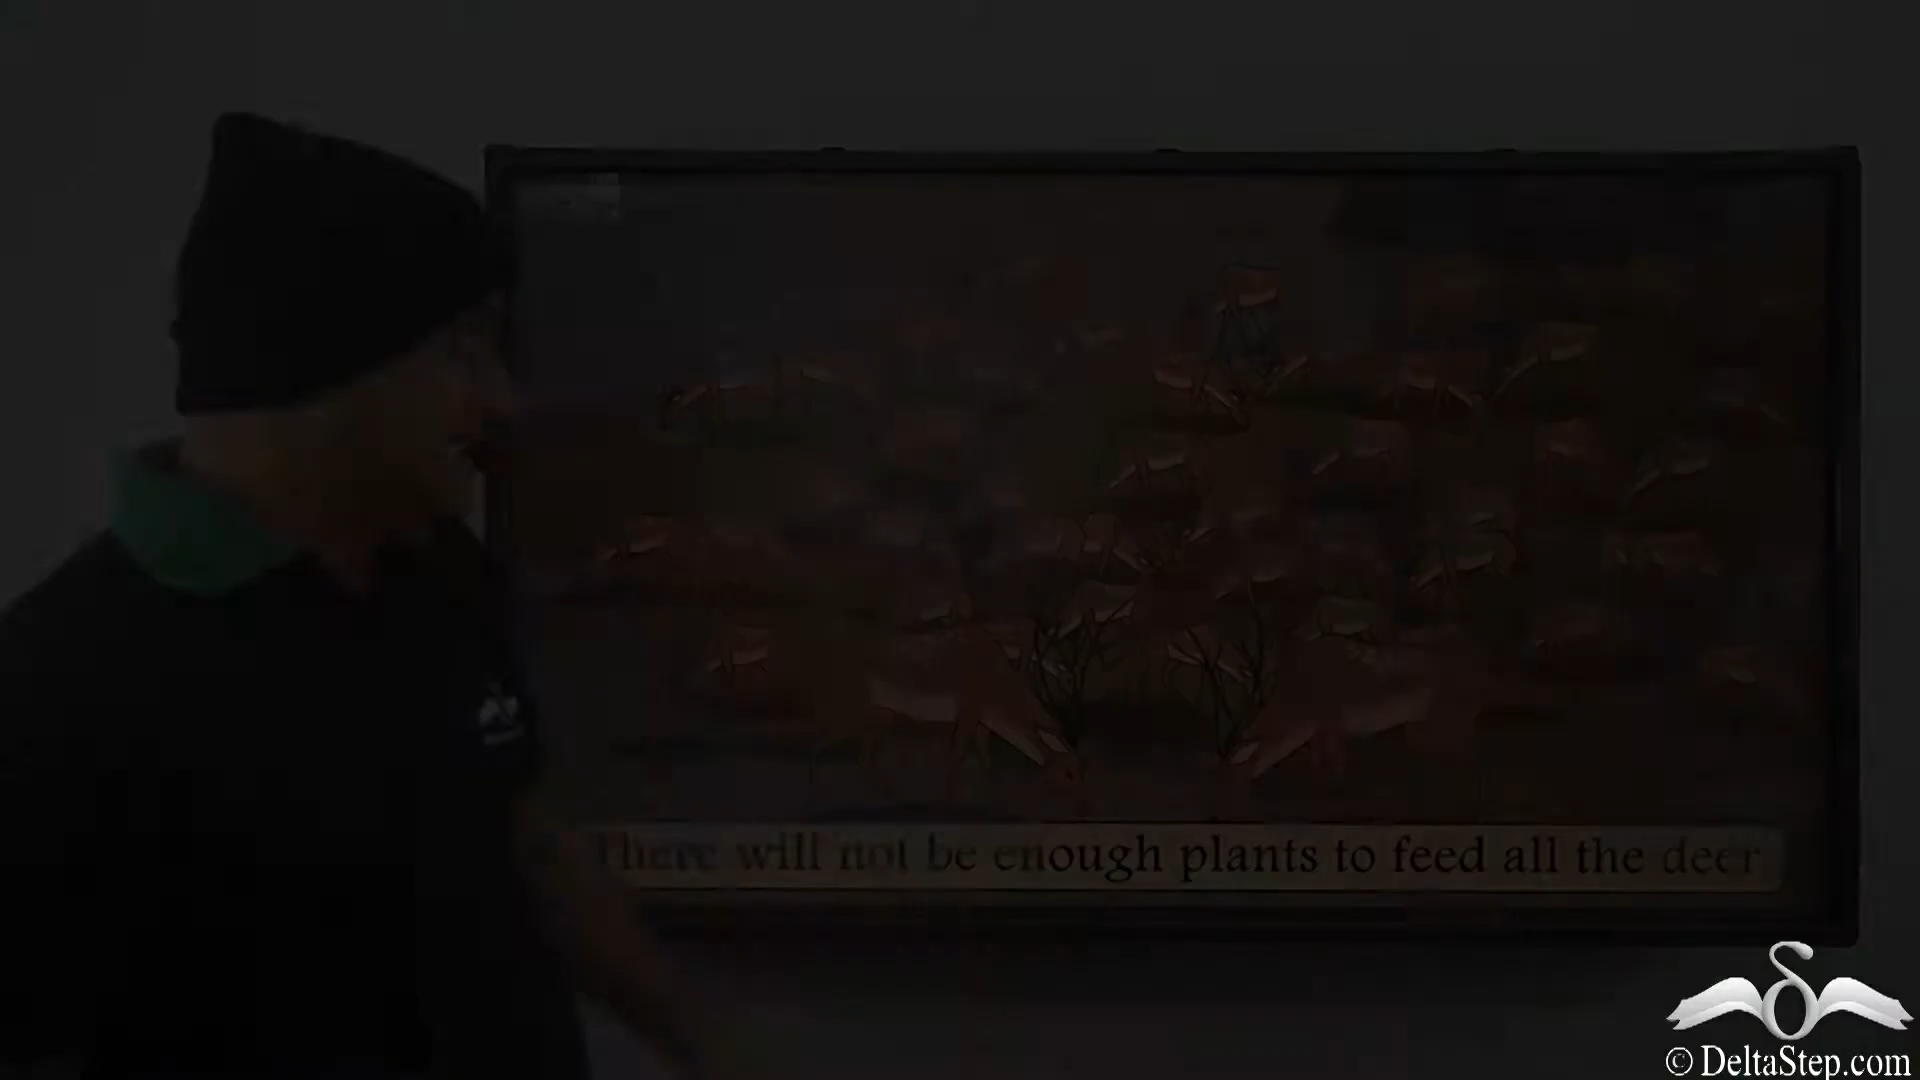 There will not be enough plants to feed all the deer
© DeltaStep.com